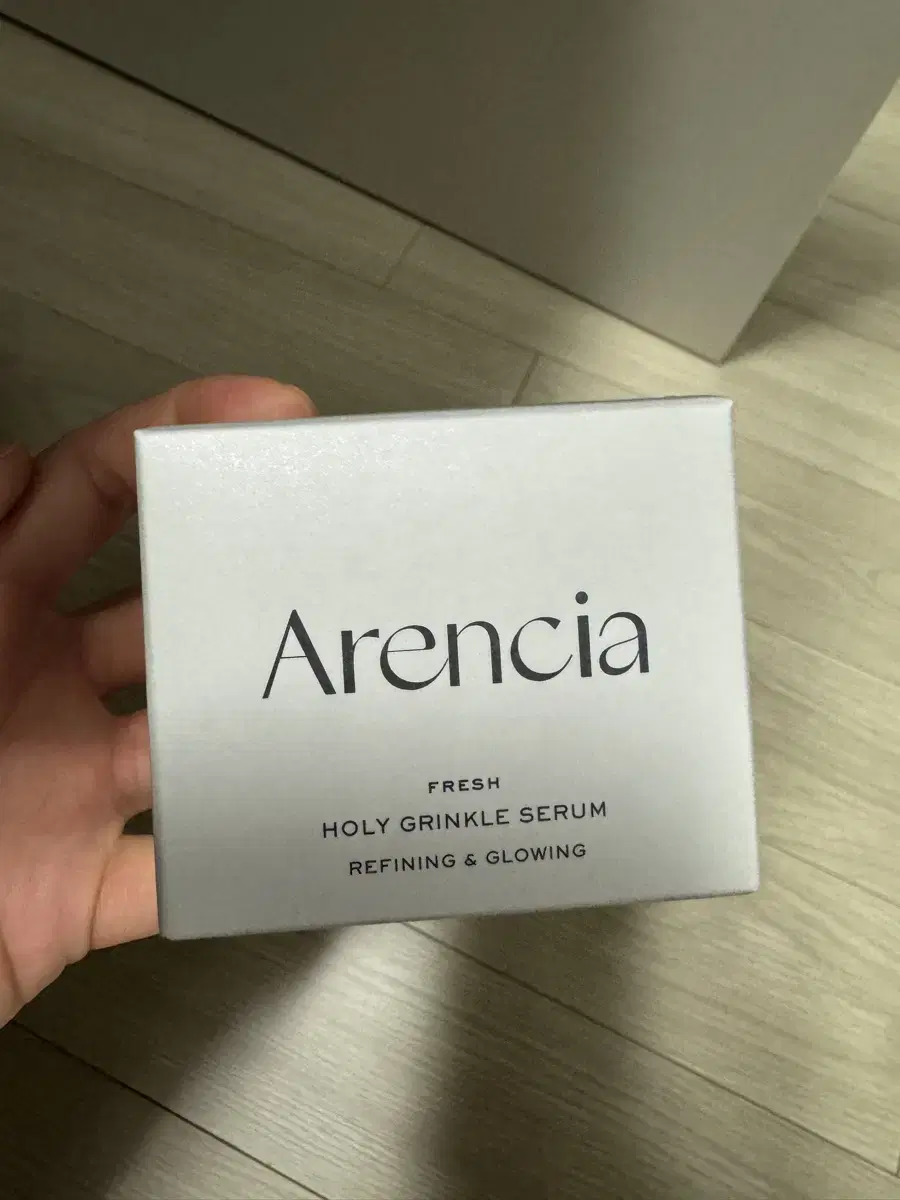 Arencia
FRESH
HOLY GRINKLE SERUM
REFINING & GLOWING